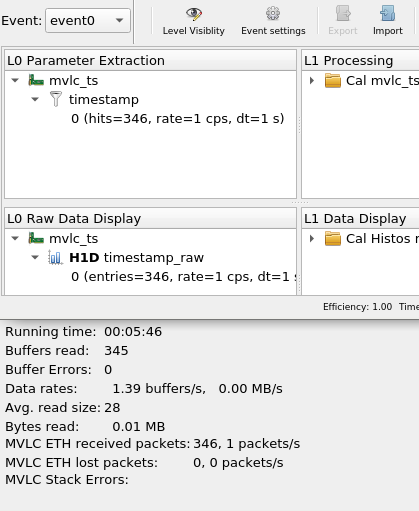 Event: event0
Level Visiblity Event settings Export Import
L0 Parameter Extraction
mvlc_ts
timestamp
0 (hits=346, rate=1 cps, dt=1 s)
L1 Processing
Cal mvlc_ts
L0 Raw Data Display
mvlc_ts
H1D timestamp_raw
0 (entries=346, rate=1 cps, dt=1 s
L1 Data Display
Cal Histos
Efficiency: 1.00 Time
Running time: 00:05:46
Buffers read: 345
Buffer Errors: 0
Data rates: 1.39 buffers/s, 0.00 MB/s
Avg. read size: 28
Bytes read: 0.01 MB
MVLC ETH received packets: 346, 1 packets/s
MVLC ETH lost packets: 0, 0 packets/s
MVLC Stack Errors: